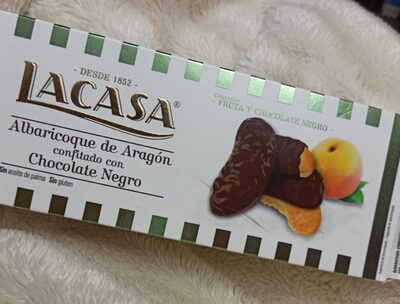 - DESDE 1852 -
LACASA®
Albaricoque de Aragón
confitado con
Chocolate Negro
Sin aceite de palma Sin gluten
FRUTA Y CHOCOLATE NEGRO